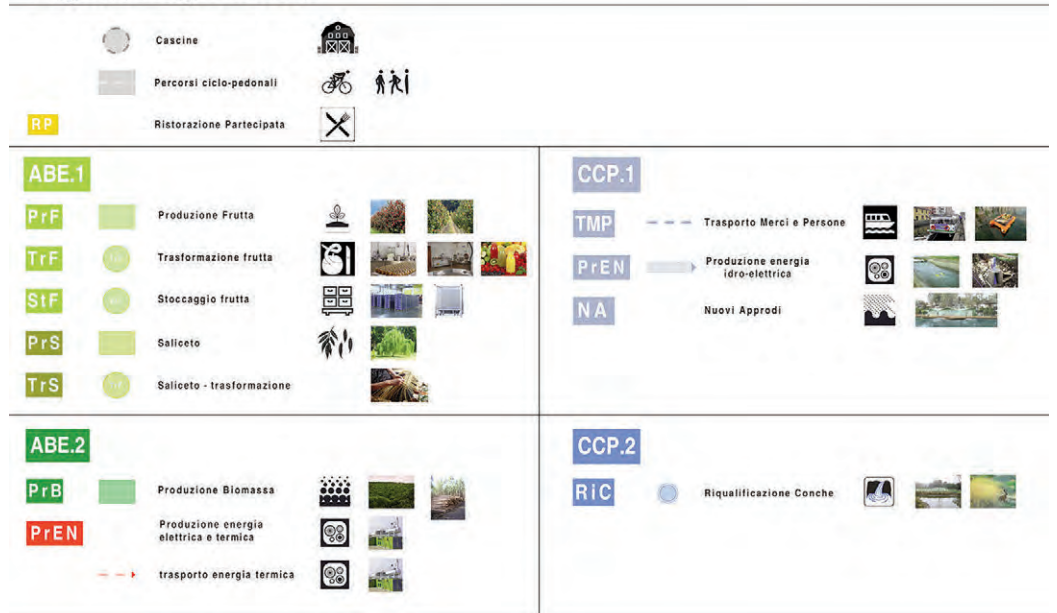 Cascine
Percorsi ciclo-pedonali
RP Ristorazione Partecipata
ABE.1
PrF Produzione Frutta
TrF Trasformazione frutta
StF Stoccaggio frutta
PrS Saliceto
TrS Saliceto - trasformazione
CCP.1
TMP Trasporto Merci e Persone
PrEN Produzione energia
idro-elettrica
NA Nuovi Approdi
ABE.2
PrB Produzione Biomassa
PrEN Produzione energia
elettrica e termica
trasporto energia termica
CCP.2
RiC Riqualificazione Conche